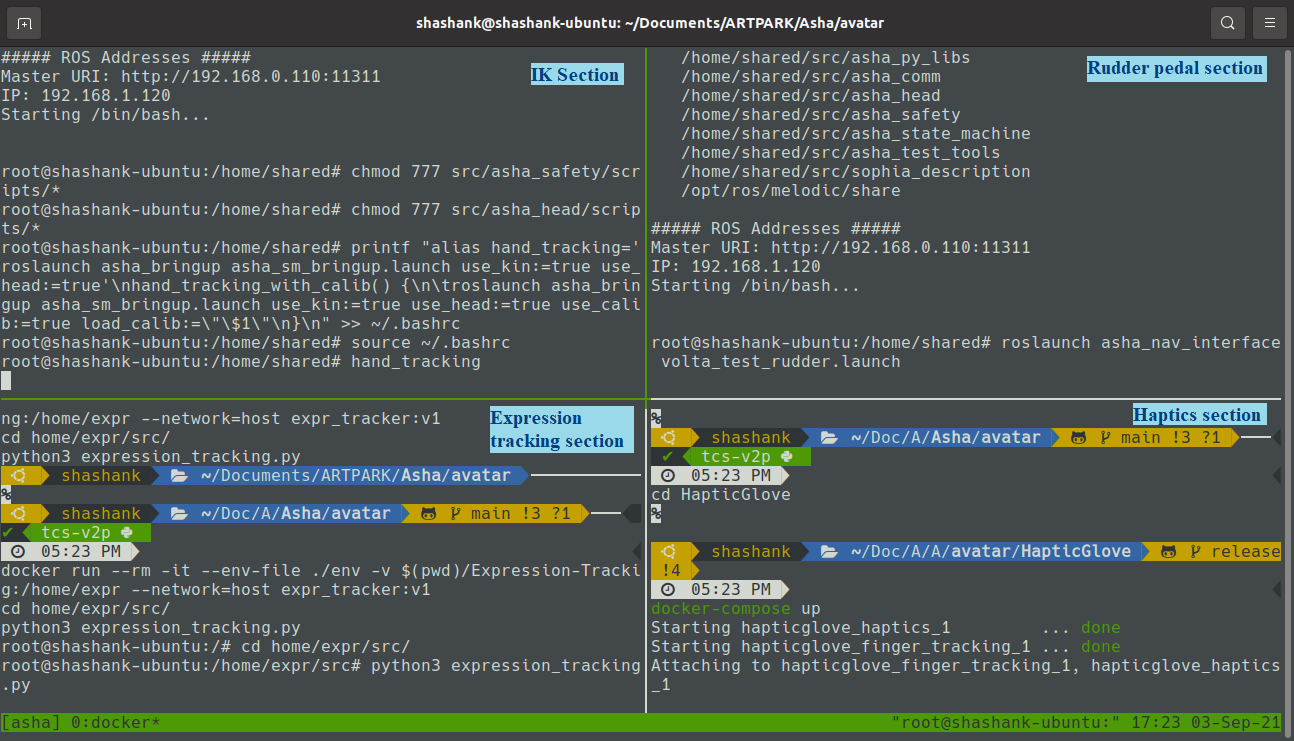 shashank@shashank-ubuntu: ~/Documents/ARTPARK/Asha/avatar
##### ROS Addresses #####
Master URI: http://192.168.0.110:11311
IP: 192.168.1.120
Starting /bin/bash...
IK Section
root@shashank-ubuntu:/home/shared# chmod 777 src/asha_safety/scr
ipts/*
root@shashank-ubuntu:/home/shared# chmod 777 src/asha_head/scrip
ts/*
root@shashank-ubuntu:/home/shared# printf "alias hand_tracking='
roslaunch asha_bringup asha_sm_bringup.launch use_kin:=true use_
head:=true'\nhand_tracking_with_calib() {\n\troslaunch asha_brin
gup asha_sm_bringup.launch use_kin:=true use_head:=true use_cali
b:=true load_calib:=\"\$1\"\n}\n" >> ~/.bashrc
root@shashank-ubuntu:/home/shared# source ~/.bashrc
root@shashank-ubuntu:/home/shared# hand_tracking
/home/shared/src/asha_py_libs
/home/shared/src/asha_comm
/home/shared/src/asha_head
/home/shared/src/asha_safety
/home/shared/src/asha_state_machine
/home/shared/src/asha_test_tools
/home/shared/src/sophia_description
/opt/ros/melodic/share
Rudder pedal section
##### ROS Addresses #####
Master URI: http://192.168.0.110:11311
IP: 192.168.1.120
Starting /bin/bash...
root@shashank-ubuntu:/home/shared# roslaunch asha_nav_interface
volta_test_rudder.launch
ng:/home/expr --network=host expr_tracker:v1
cd home/expr/src/
python3 expression_tracking.py
Expression
tracking section
shashank ~/Documents/ARTPARK/Asha/avatar
%
shashank ~/Doc/A/Asha/avatar main !3 ?1
✔ tcs-v2p
05:23 PM
docker run --rm -it --env-file ./env -v $(pwd)/Expression-Tracki
g:/home/expr --network=host expr_tracker:v1
cd home/expr/src/
python3 expression_tracking.py
root@shashank-ubuntu:/# cd home/expr/src/
root@shashank-ubuntu:/home/expr/src# python3 expression_tracking
.py
Haptics section
%
shashank ~/Doc/A/Asha/avatar main !3 ?1
✔ tcs-v2p
05:23 PM
cd HapticGlove
%
shashank ~/Doc/A/A/avatar/HapticGlove release
!4
05:23 PM
docker-compose up
Starting hapticglove_haptics_1 ... done
Starting hapticglove_finger_tracking_1 ... done
Attaching to hapticglove_finger_tracking_1, hapticglove_haptics
_1
[asha] 0:docker* "root@shashank-ubuntu:" 17:23 03-Sep-21